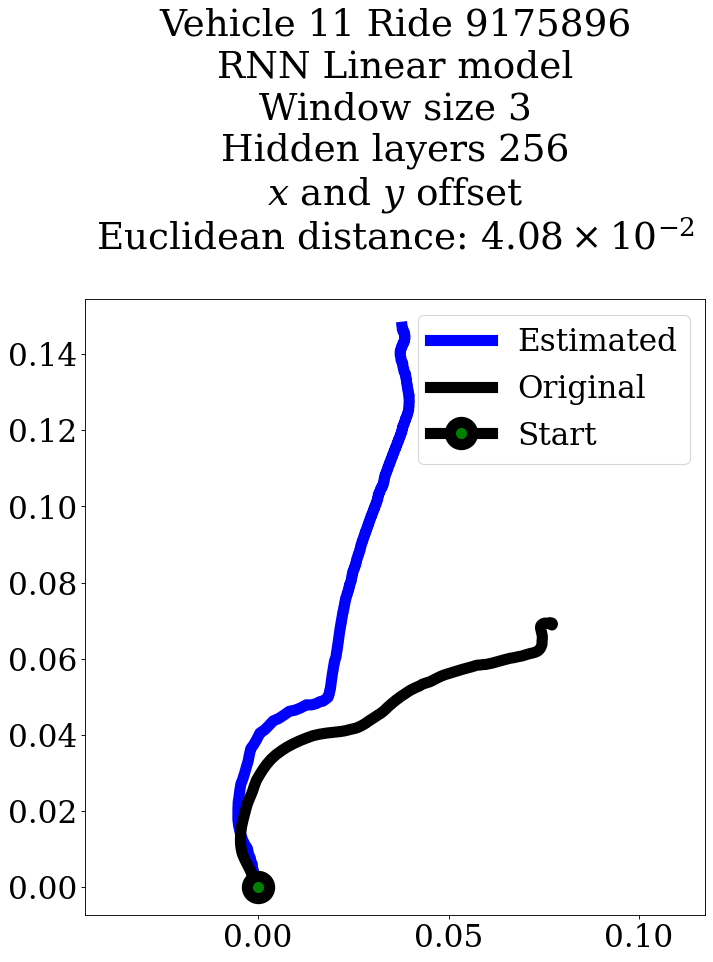 Vehicle 11 Ride 9175896
RNN Linear model
Window size 3
Hidden layers 256
x and y offset
Euclidean distance: 4.08 × 10⁻²
Estimated
Original
Start
0.14
0.12
0.10
0.08
0.06
0.04
0.02
0.00
0.00 0.05 0.10